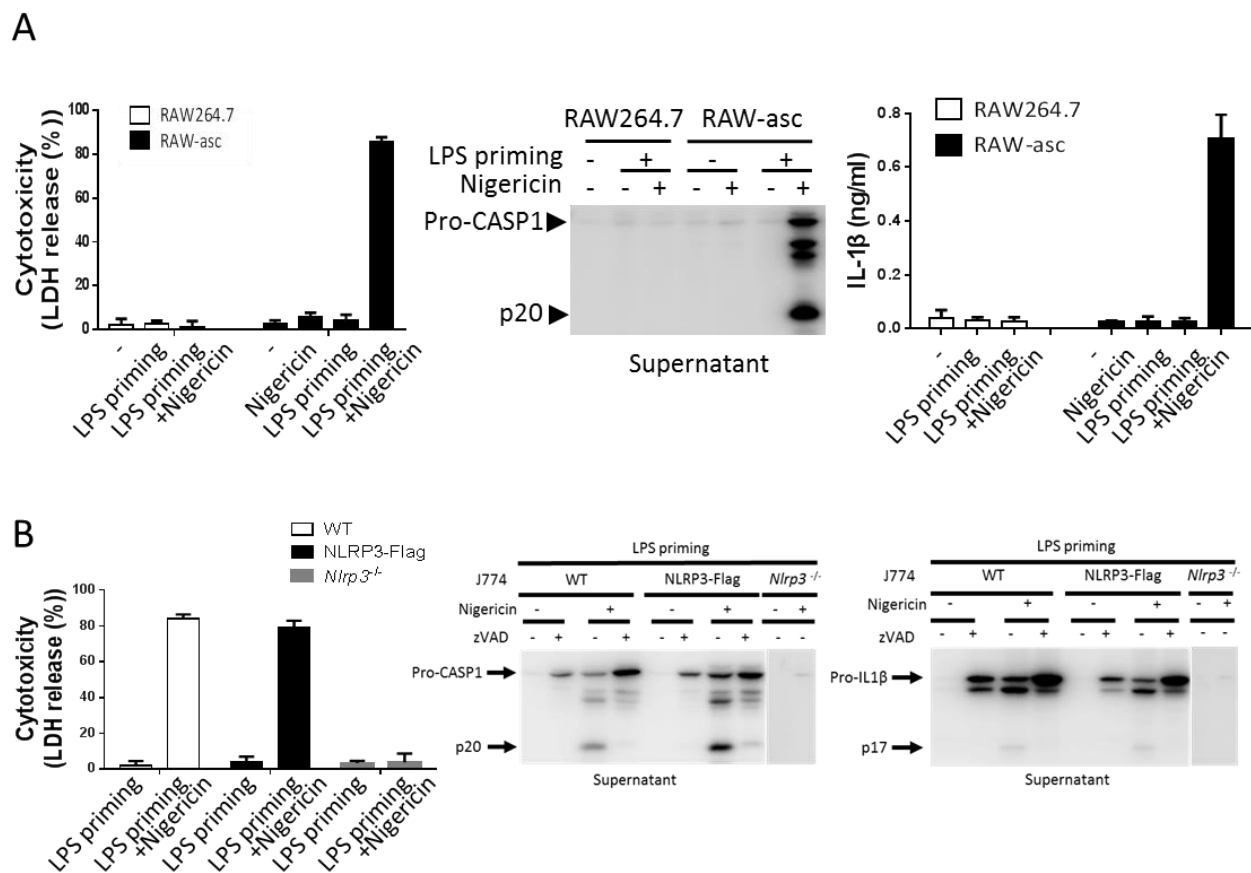 A
100
80
60
40
20
0
Cytotoxicity
(LDH release (%))
RAW264.7
RAW-asc
-
LPS priming
LPS priming
+Nigericin
-
Nigericin
LPS priming
LPS priming
+Nigericin
RAW264.7 RAW-asc
LPS priming - + - +
Nigericin - - + - + - +
Pro-CASP1
p20
Supernatant
RAW264.7
RAW-asc
0.8
0.6
0.4
0.2
0.0
IL-1β (ng/ml)
-
LPS priming
LPS priming
+Nigericin
-
Nigericin
LPS priming
LPS priming
+Nigericin
B
WT
NLRP3-Flag
Nlrp3-/-
100
80
60
40
20
0
Cytotoxicity
(LDH release (%))
LPS priming
LPS priming
+Nigericin
LPS priming
LPS priming
+Nigericin
LPS priming
LPS priming
+Nigericin
LPS priming
J774 WT NLRP3-Flag Nlrp3 -/-
Nigericin - + - + - +
zVAD - + - + - + - + - -
Pro-CASP1
p20
Supernatant
LPS priming
J774 WT NLRP3-Flag Nlrp3 -/-
Nigericin - + - + - +
zVAD - + - + - + - + - -
Pro-IL1β
p17
Supernatant